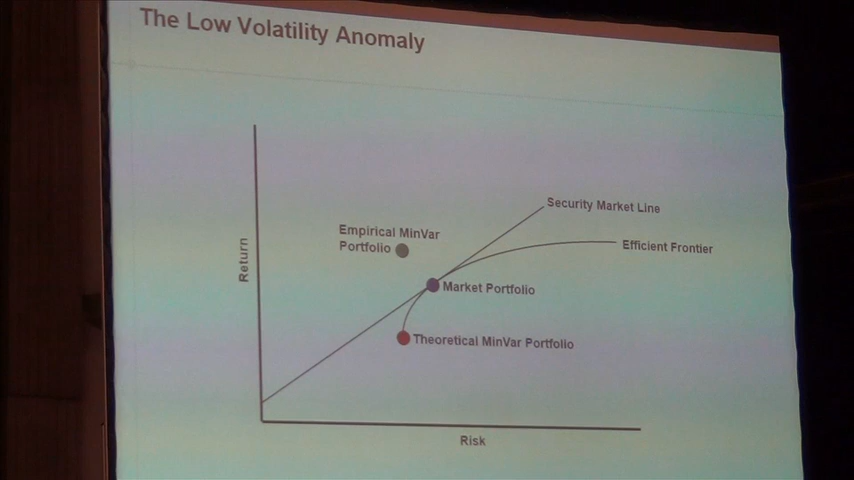 The Low Volatility Anomaly
Security Market Line
Empirical MinVar
Portfolio
Efficient Frontier
Return
Market Portfolio
Theoretical MinVar Portfolio
Risk